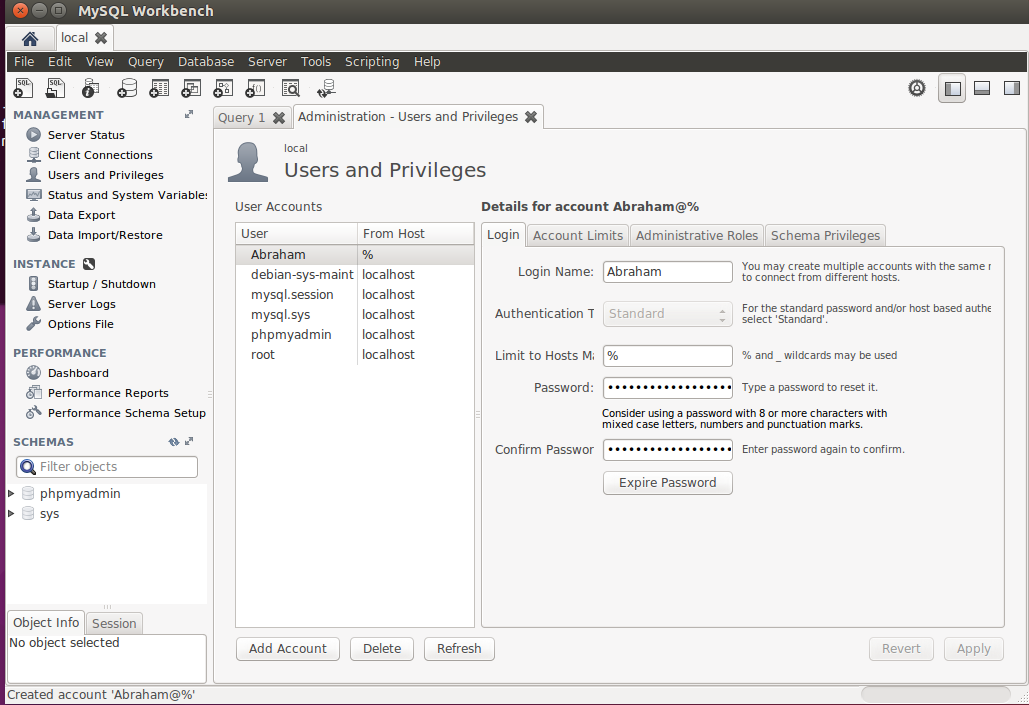 MySQL Workbench
local
File Edit View Query Database Server Tools Scripting Help
MANAGEMENT
Server Status
Client Connections
Users and Privileges
Status and System Variables
Data Export
Data Import/Restore
INSTANCE
Startup / Shutdown
Server Logs
Options File
PERFORMANCE
Dashboard
Performance Reports
Performance Schema Setup
SCHEMAS
Filter objects
phpmyadmin
sys
Object Info Session
No object selected
Query 1 Administration - Users and Privileges
local
Users and Privileges
User Accounts
User From Host
Abraham %
debian-sys-maint localhost
mysql.session localhost
mysql.sys localhost
phpmyadmin localhost
root localhost
Add Account Delete Refresh
Details for account Abraham@%
Login Account Limits Administrative Roles Schema Privileges
Login Name: Abraham
You may create multiple accounts with the same r
to connect from different hosts.
Authentication T Standard
For the standard password and/or host based authe
select 'Standard'.
Limit to Hosts Ma % % and _ wildcards may be used
Password: Type a password to reset it.
Consider using a password with 8 or more characters with
mixed case letters, numbers and punctuation marks.
Confirm Passwor Enter password again to confirm.
Expire Password
Revert Apply
Created account 'Abraham@%'